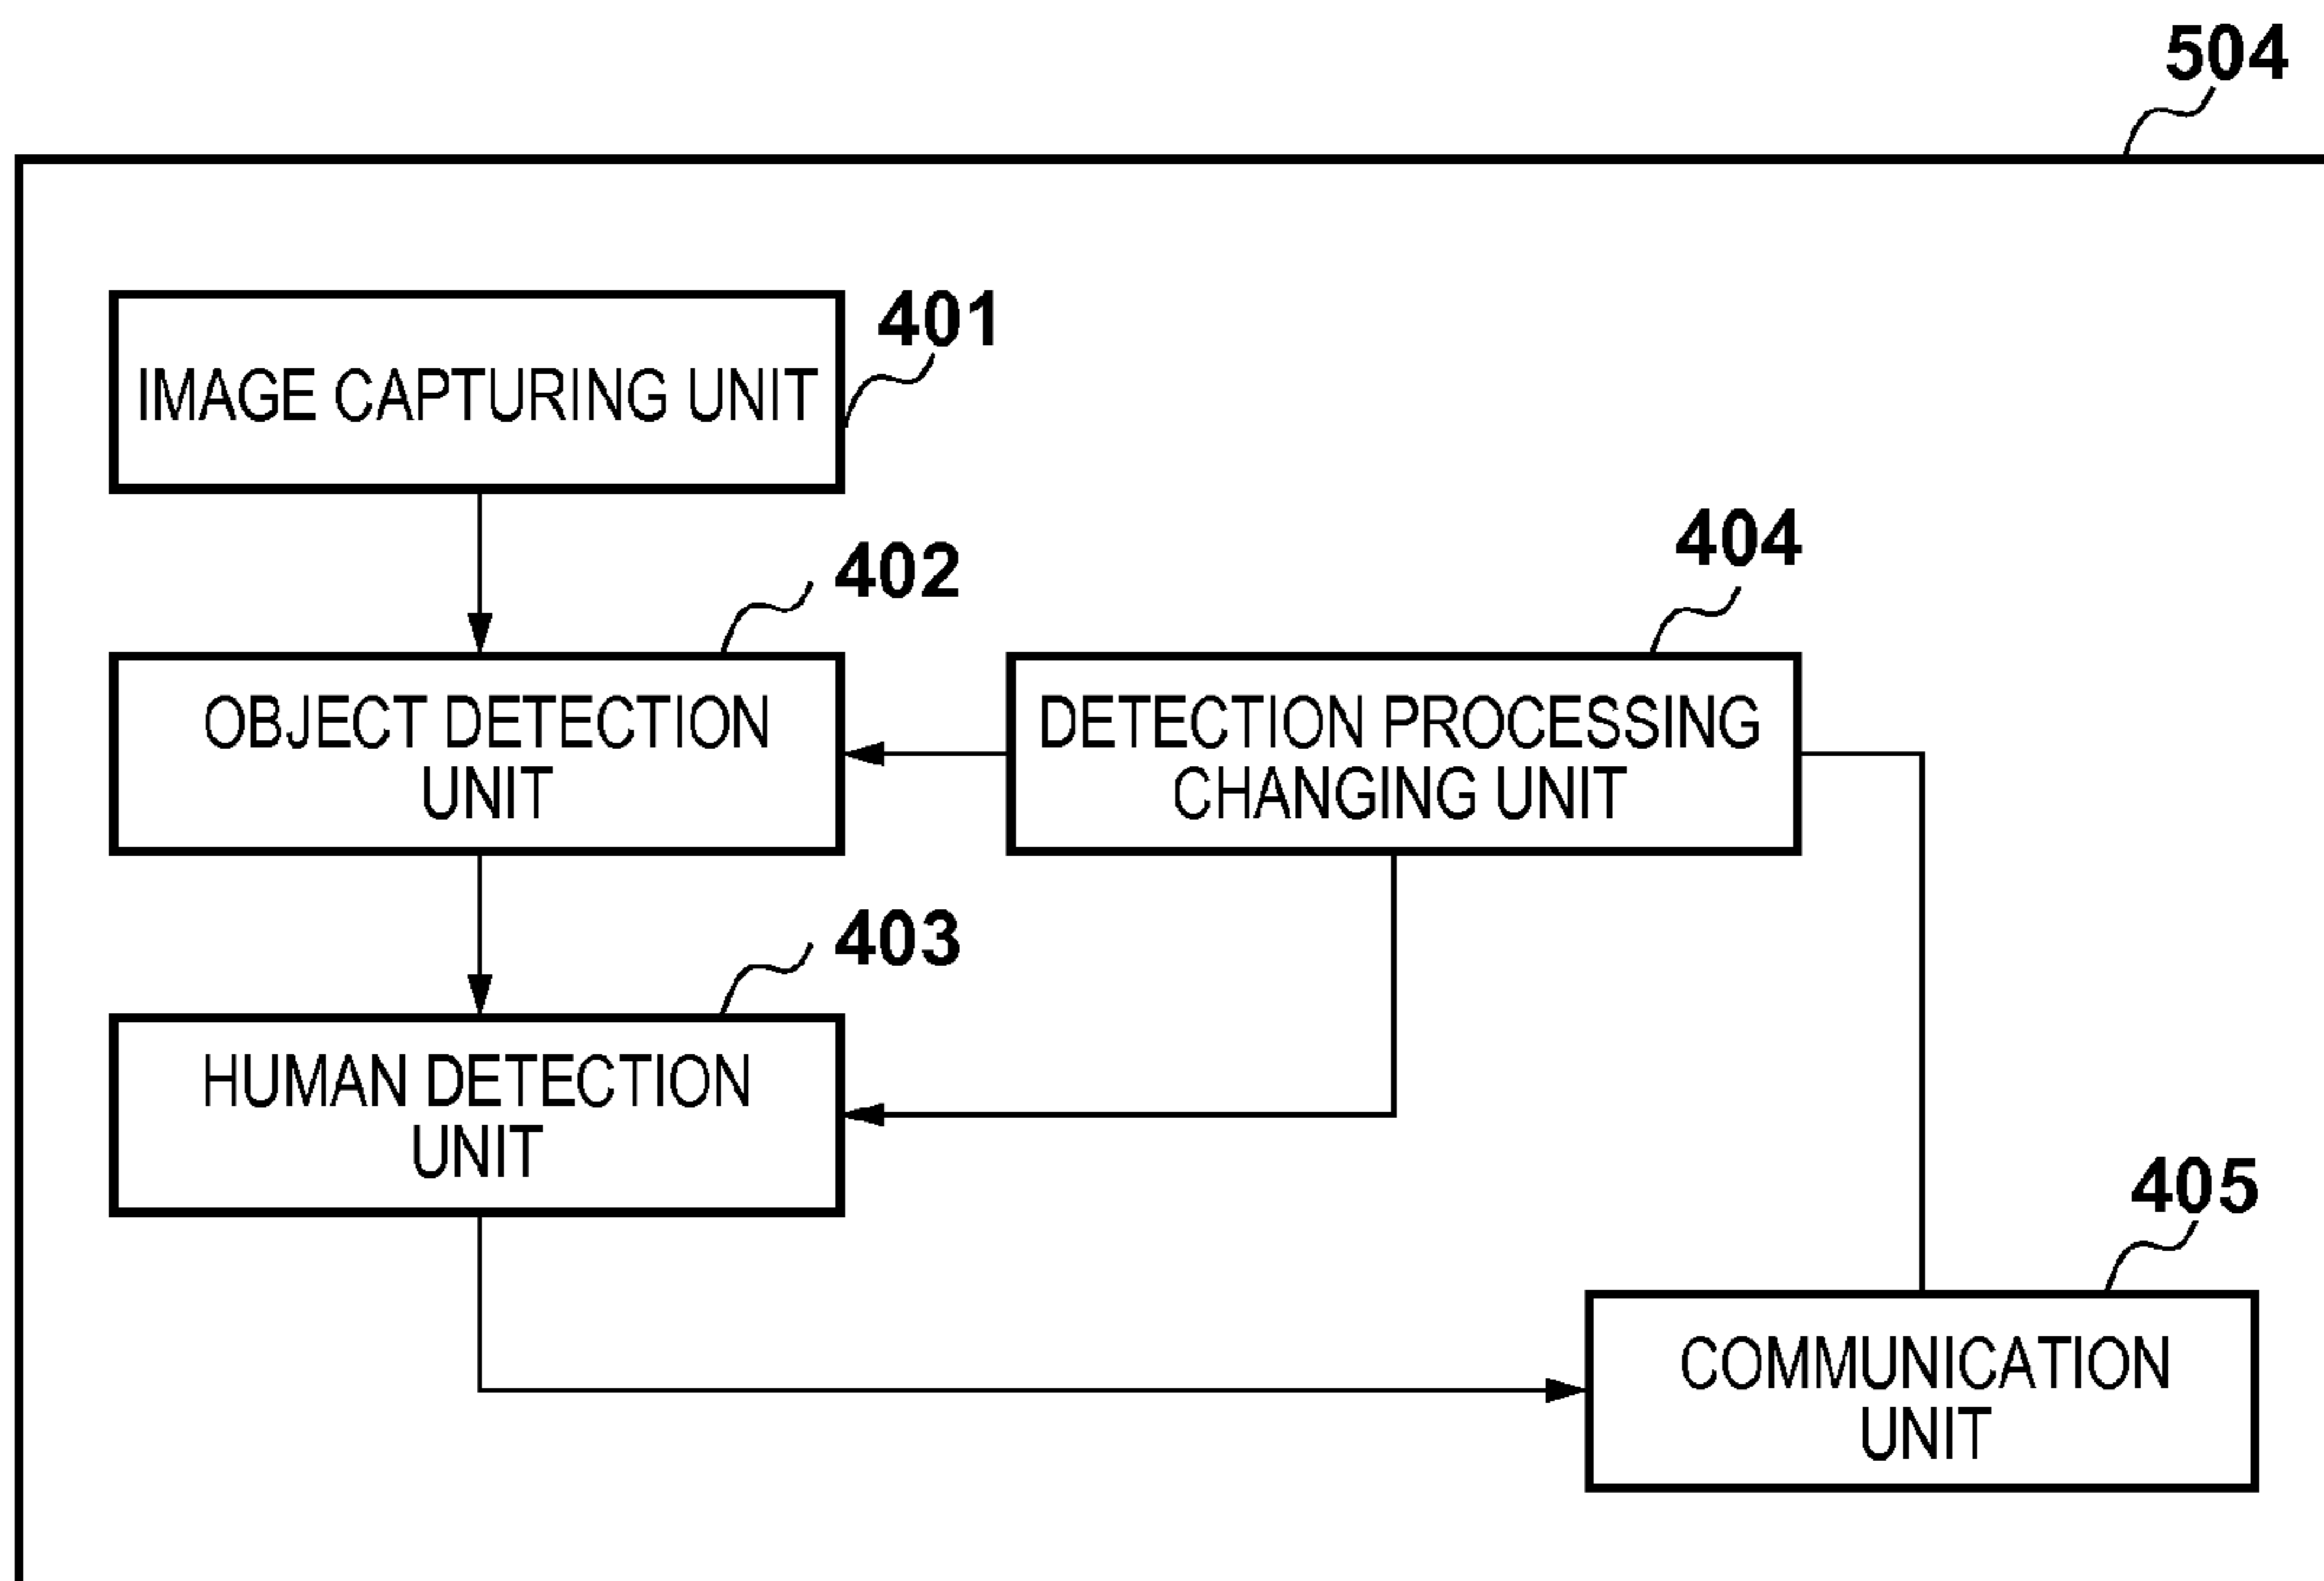 504
401
IMAGE CAPTURING UNIT
402
404
OBJECT DETECTION
UNIT
DETECTION PROCESSING
CHANGING UNIT
403
HUMAN DETECTION
UNIT
405
COMMUNICATION
UNIT